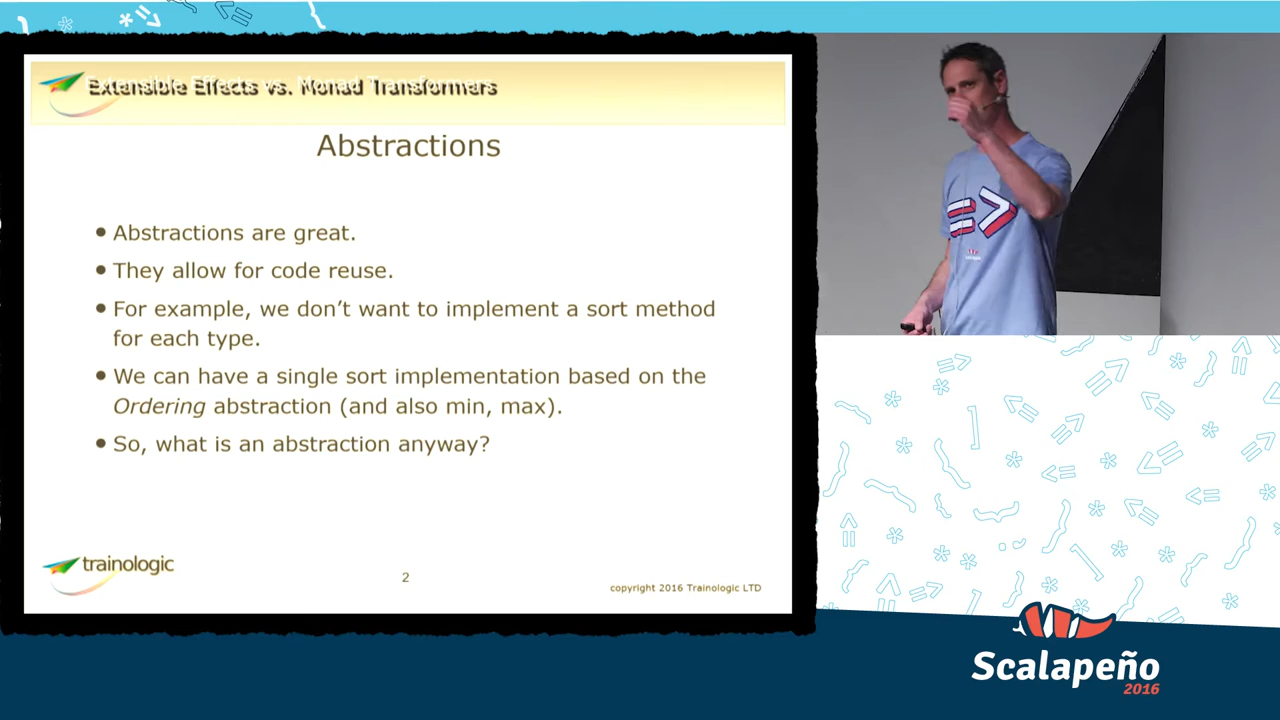 Extensible Effects vs. Monad Transformers
Abstractions
• Abstractions are great.
• They allow for code reuse.
• For example, we don't want to implement a sort method
for each type.
• We can have a single sort implementation based on the
Ordering abstraction (and also min, max).
• So, what is an abstraction anyway?
trainologic
2
copyright 2016 Trainologic LTD
=>
Scalapeño
2016